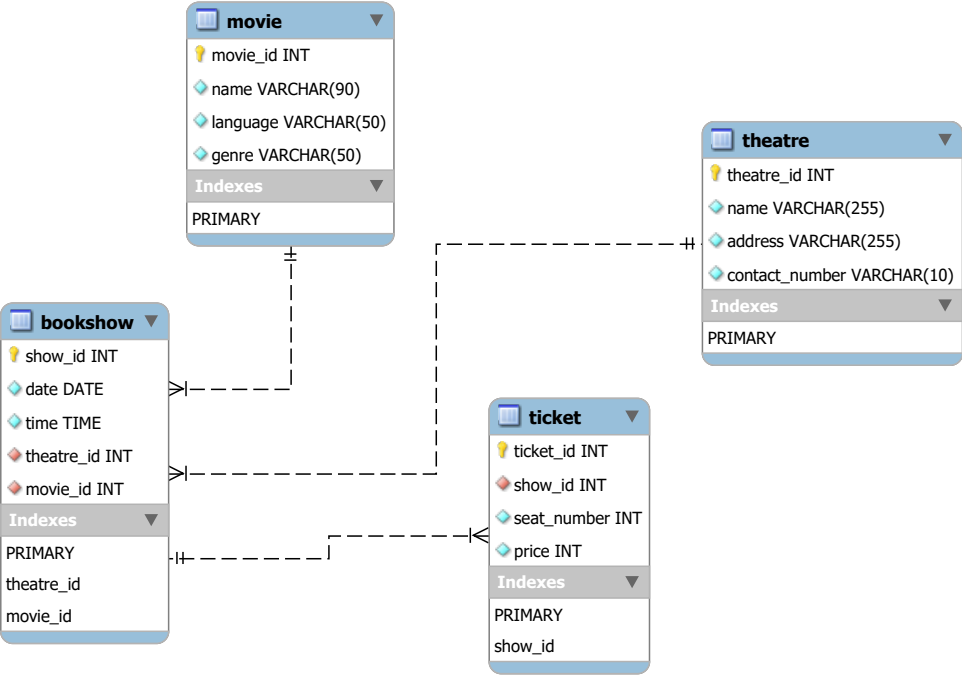 movie
movie_id INT
name VARCHAR(90)
language VARCHAR(50)
genre VARCHAR(50)
Indexes
PRIMARY
theatre
theatre_id INT
name VARCHAR(255)
address VARCHAR(255)
contact_number VARCHAR(10)
Indexes
PRIMARY
bookshow
show_id INT
date DATE
time TIME
theatre_id INT
movie_id INT
Indexes
PRIMARY
theatre_id
movie_id
ticket
ticket_id INT
show_id INT
seat_number INT
price INT
Indexes
PRIMARY
show_id